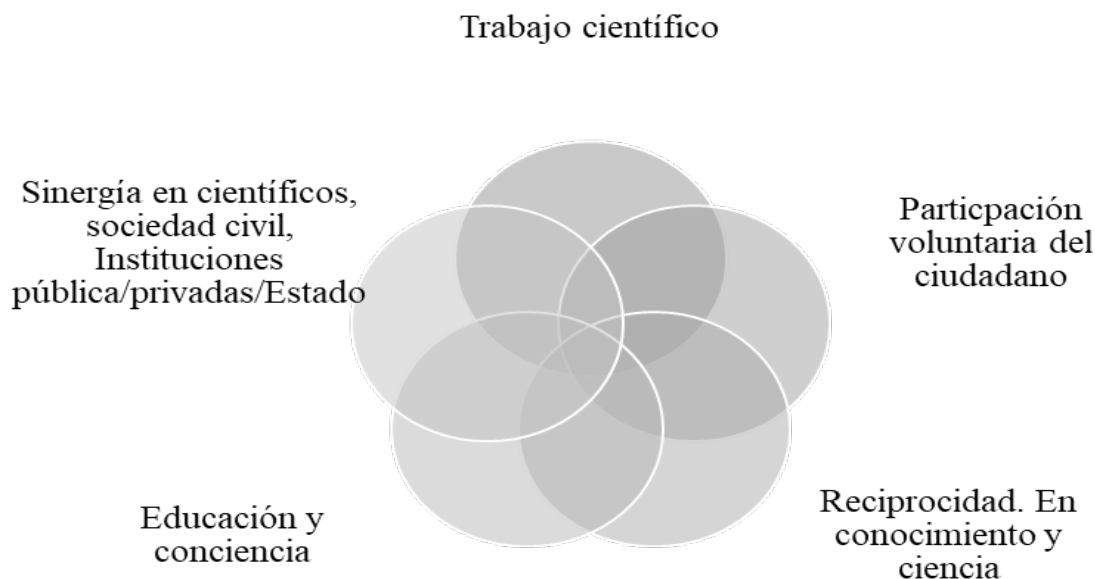 Trabajo científico
Sinergía en científicos,
sociedad civil,
Instituciones
pública/privadas/Estado
Particpación
voluntaria del
ciudadano
Educación y
conciencia
Reciprocidad. En
conocimiento y
ciencia